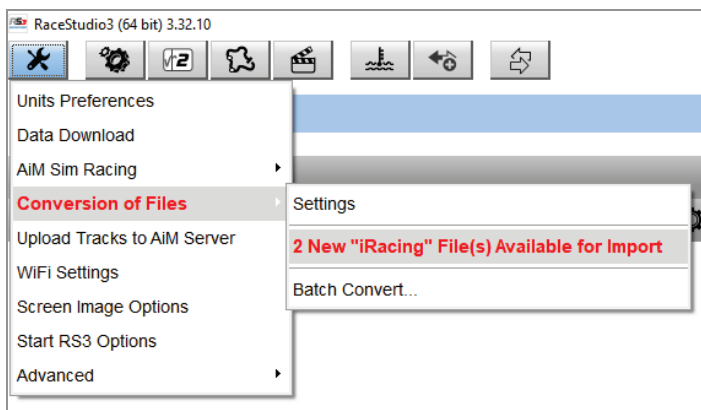 RS3 RaceStudio3 (64 bit) 3.32.10
√2
Units Preferences
Data Download
AiM Sim Racing
Conversion of Files
Upload Tracks to AiM Server
WiFi Settings
Screen Image Options
Start RS3 Options
Advanced
Settings
2 New "iRacing" File(s) Available for Import
Batch Convert...